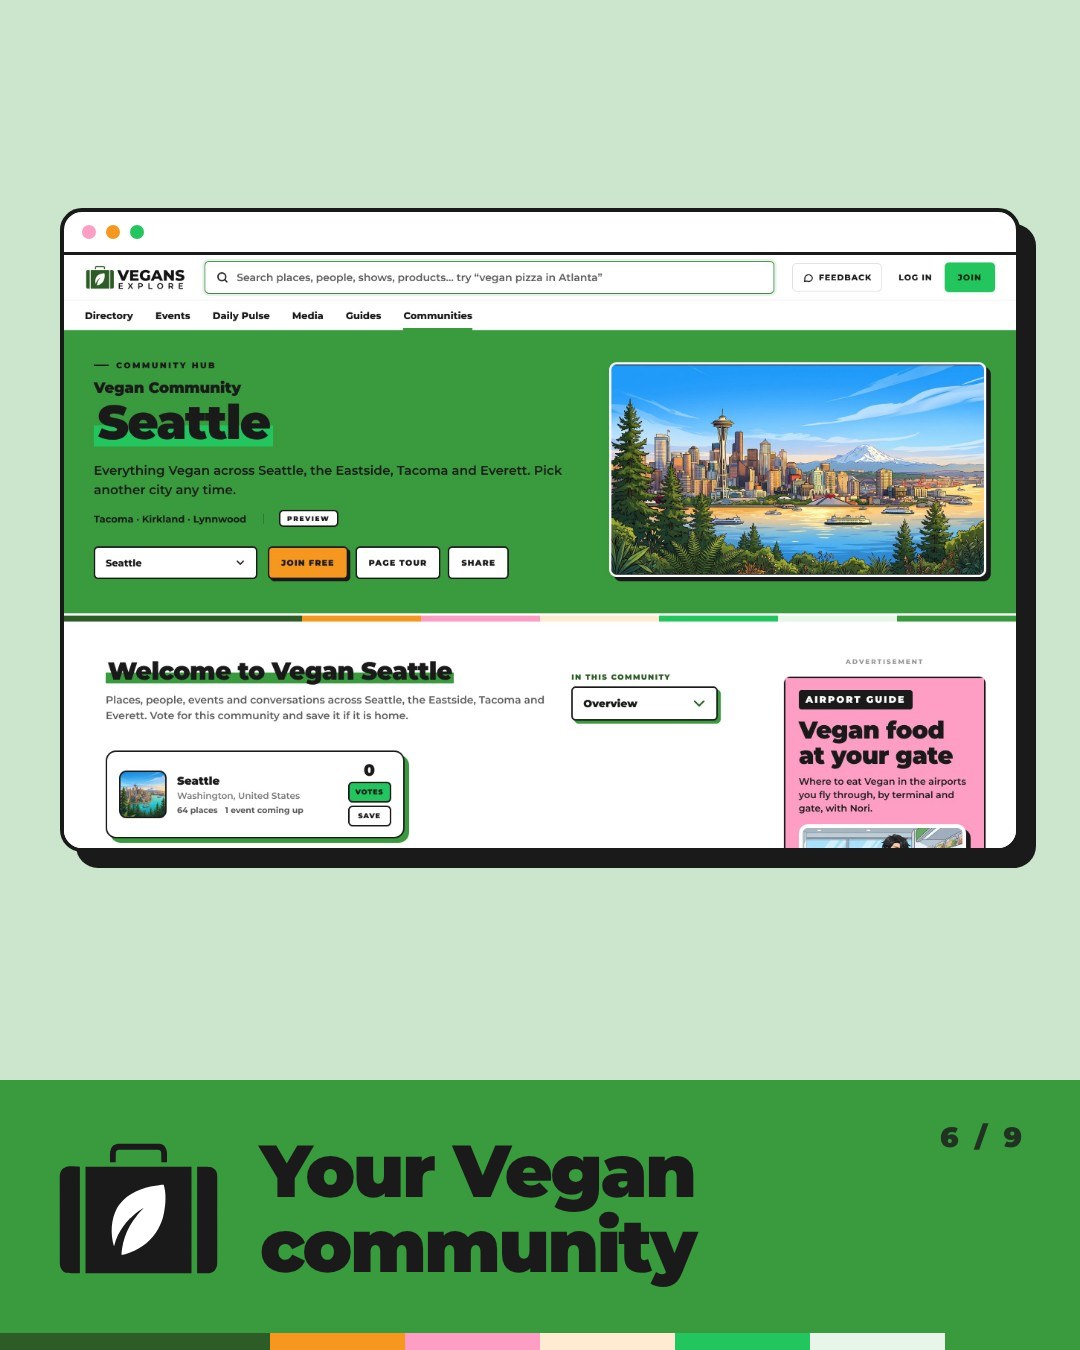 VEGANS
EXPLORE
Search places, people, shows, products... try “vegan pizza in Atlanta”
FEEDBACK
LOG IN
JOIN
Directory
Events
Daily Pulse
Media
Guides
Communities
COMMUNITY HUB
Vegan Community
Seattle
Everything Vegan across Seattle, the Eastside, Tacoma and Everett. Pick
another city any time.
Tacoma · Kirkland · Lynnwood
PREVIEW
Seattle
JOIN FREE
PAGE TOUR
SHARE
Welcome to Vegan Seattle
Places, people, events and conversations across Seattle, the Eastside, Tacoma and
Everett. Vote for this community and save it if it is home.
IN THIS COMMUNITY
Overview
Seattle
Washington, United States
64 places 1 event coming up
0
VOTES
SAVE
ADVERTISEMENT
AIRPORT GUIDE
Vegan food
at your gate
Where to eat Vegan in the airports
you fly through, by terminal and
gate, with Nori.
Your Vegan
community
6 / 9